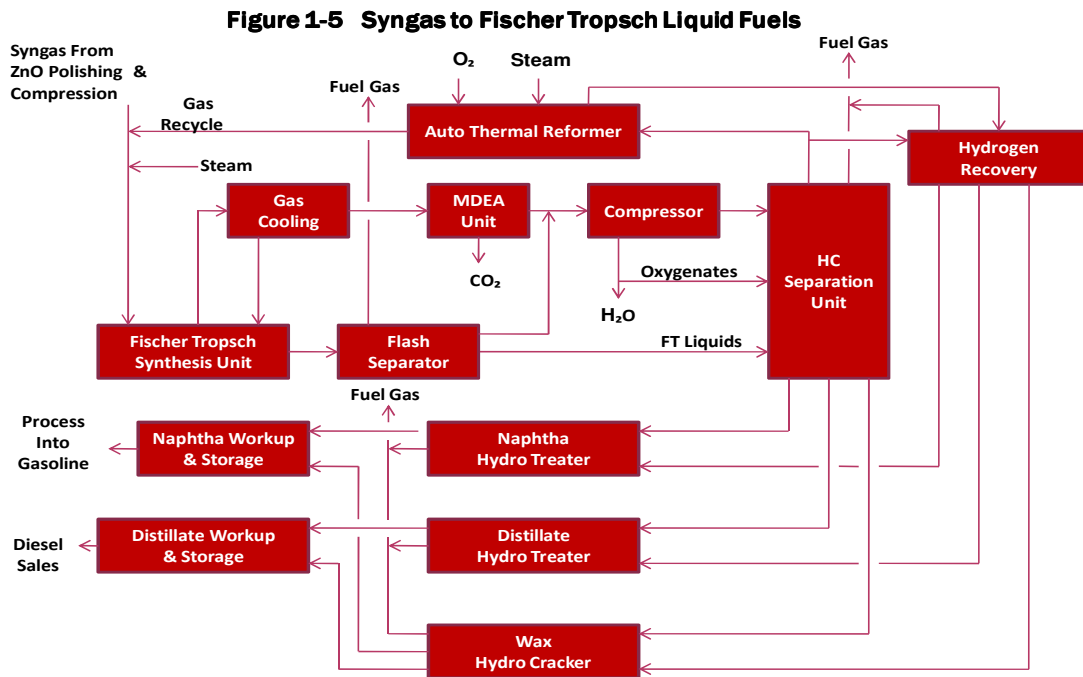 Figure 1-5 Syngas to Fischer Tropsch Liquid Fuels
Syngas From
ZnO Polishing &
Compression
Gas
Recycle
Steam
Fuel Gas
O₂
Steam
Fuel Gas
Auto Thermal Reformer
Hydrogen
Recovery
Gas
Cooling
MDEA
Unit
CO₂
Compressor
Oxygenates
H₂O
HC
Separation
Unit
Fischer Tropsch
Synthesis Unit
Flash
Separator
FT Liquids
Fuel Gas
Process
Into
Gasoline
Naphtha Workup
& Storage
Naphtha
Hydro Treater
Diesel
Sales
Distillate Workup
& Storage
Distillate
Hydro Treater
Wax
Hydro Cracker